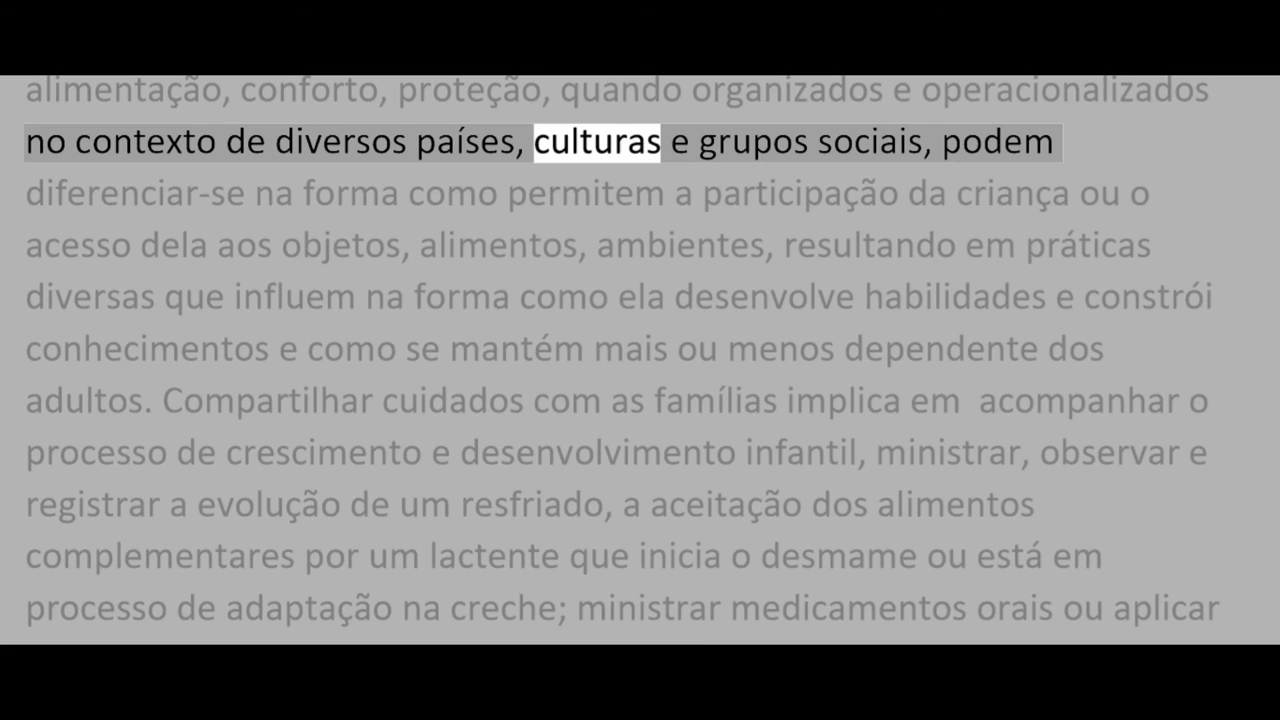 alimentação, conforto, proteção, quando organizados e operacionalizados
no contexto de diversos países, culturas e grupos sociais, podem
diferenciar-se na forma como permitem a participação da criança ou o
acesso dela aos objetos, alimentos, ambientes, resultando em práticas
diversas que influem na forma como ela desenvolve habilidades e constrói
conhecimentos e como se mantém mais ou menos dependente dos
adultos. Compartilhar cuidados com as famílias implica em  acompanhar o
processo de crescimento e desenvolvimento infantil, ministrar, observar e
registrar a evolução de um resfriado, a aceitação dos alimentos
complementares por um lactente que inicia o desmame ou está em
processo de adaptação na creche; ministrar medicamentos orais ou aplicar